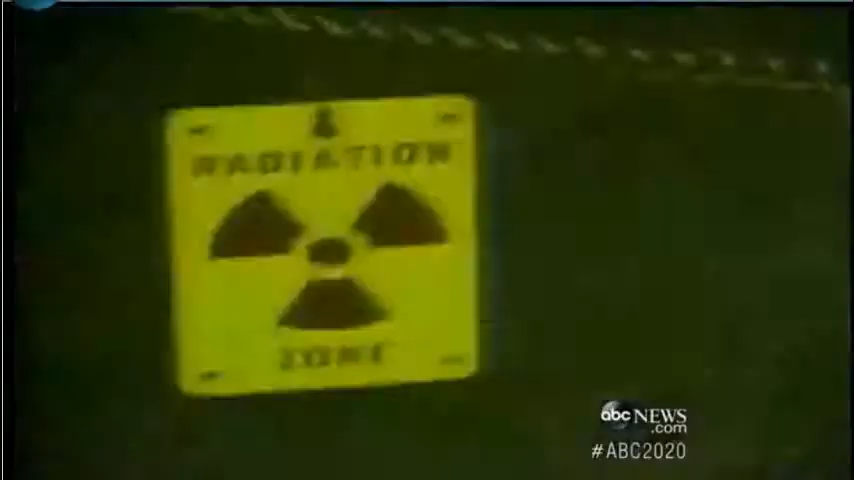 RADIATION
ZONE
abc NEWS
.com
#ABC2020